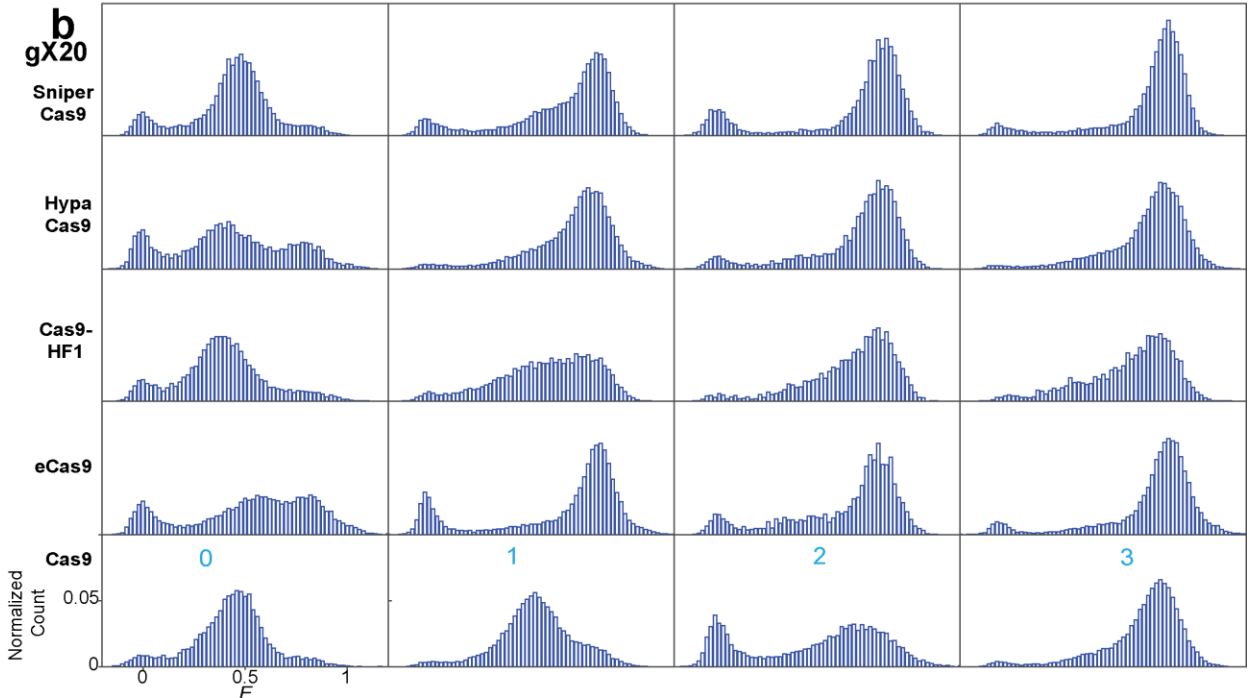 b
gX20
Sniper
Cas9
Hypa
Cas9
Cas9-
HF1
eCas9
Cas9
0 1 2 3
Normalized
Count
0.05
0
0 0.5 1
E